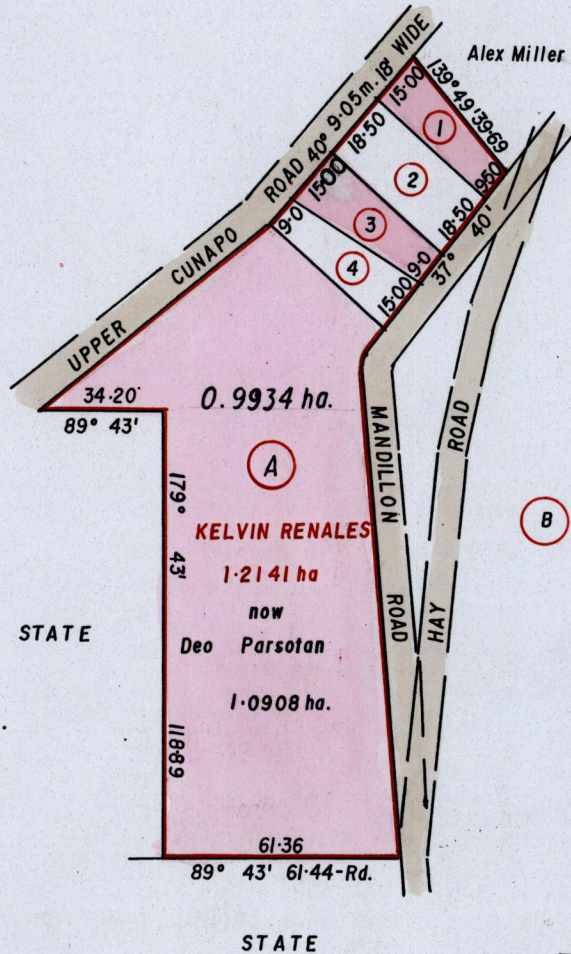 Alex Miller
UPPER CUNAPO ROAD 40° 9·05 m. 18' WIDE
139° 49' 39·69
15·00
18·50
15·00
9·0
1
2
3
4
9·50
18·50
9·0
15·00
37° 40'
34·20
89° 43'
0.9934 ha.
A
179° 43'
118·89
KELVIN RENALES
1·2141 ha
now
Deo Parsotan
1·0908 ha.
MANDILLON ROAD
HAY ROAD
B
STATE
61·36
89° 43' 61·44-Rd.
STATE